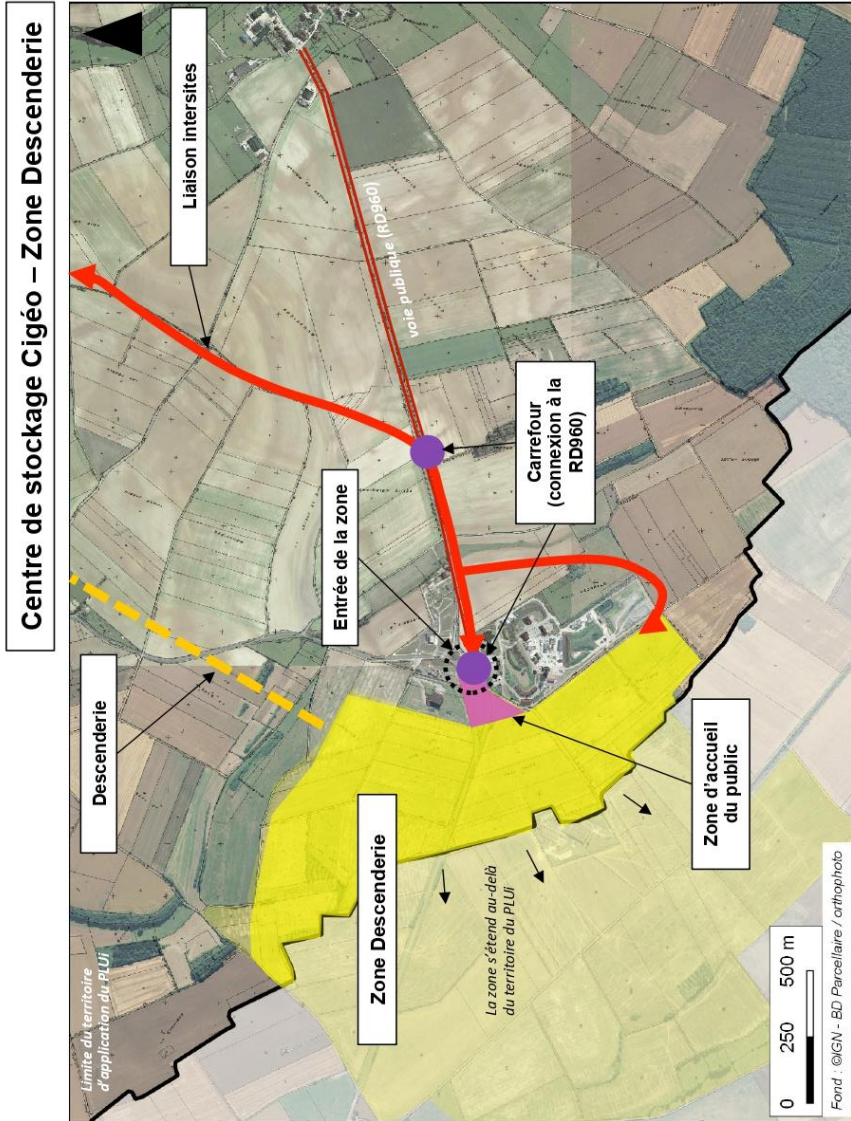 Centre de stockage Cigéo – Zone Descenderie
Descenderie
Liaison intersites
Entrée de la zone
voie publique (RD960)
Carrefour
(connexion à la
RD960)
Limite du territoire
d'application du PLUi
Zone Descenderie
La zone s'étend au-delà
du territoire du PLUi
Zone d'accueil
du public
0 250 500 m
Fond : ©IGN - BD Parcellaire / orthophoto